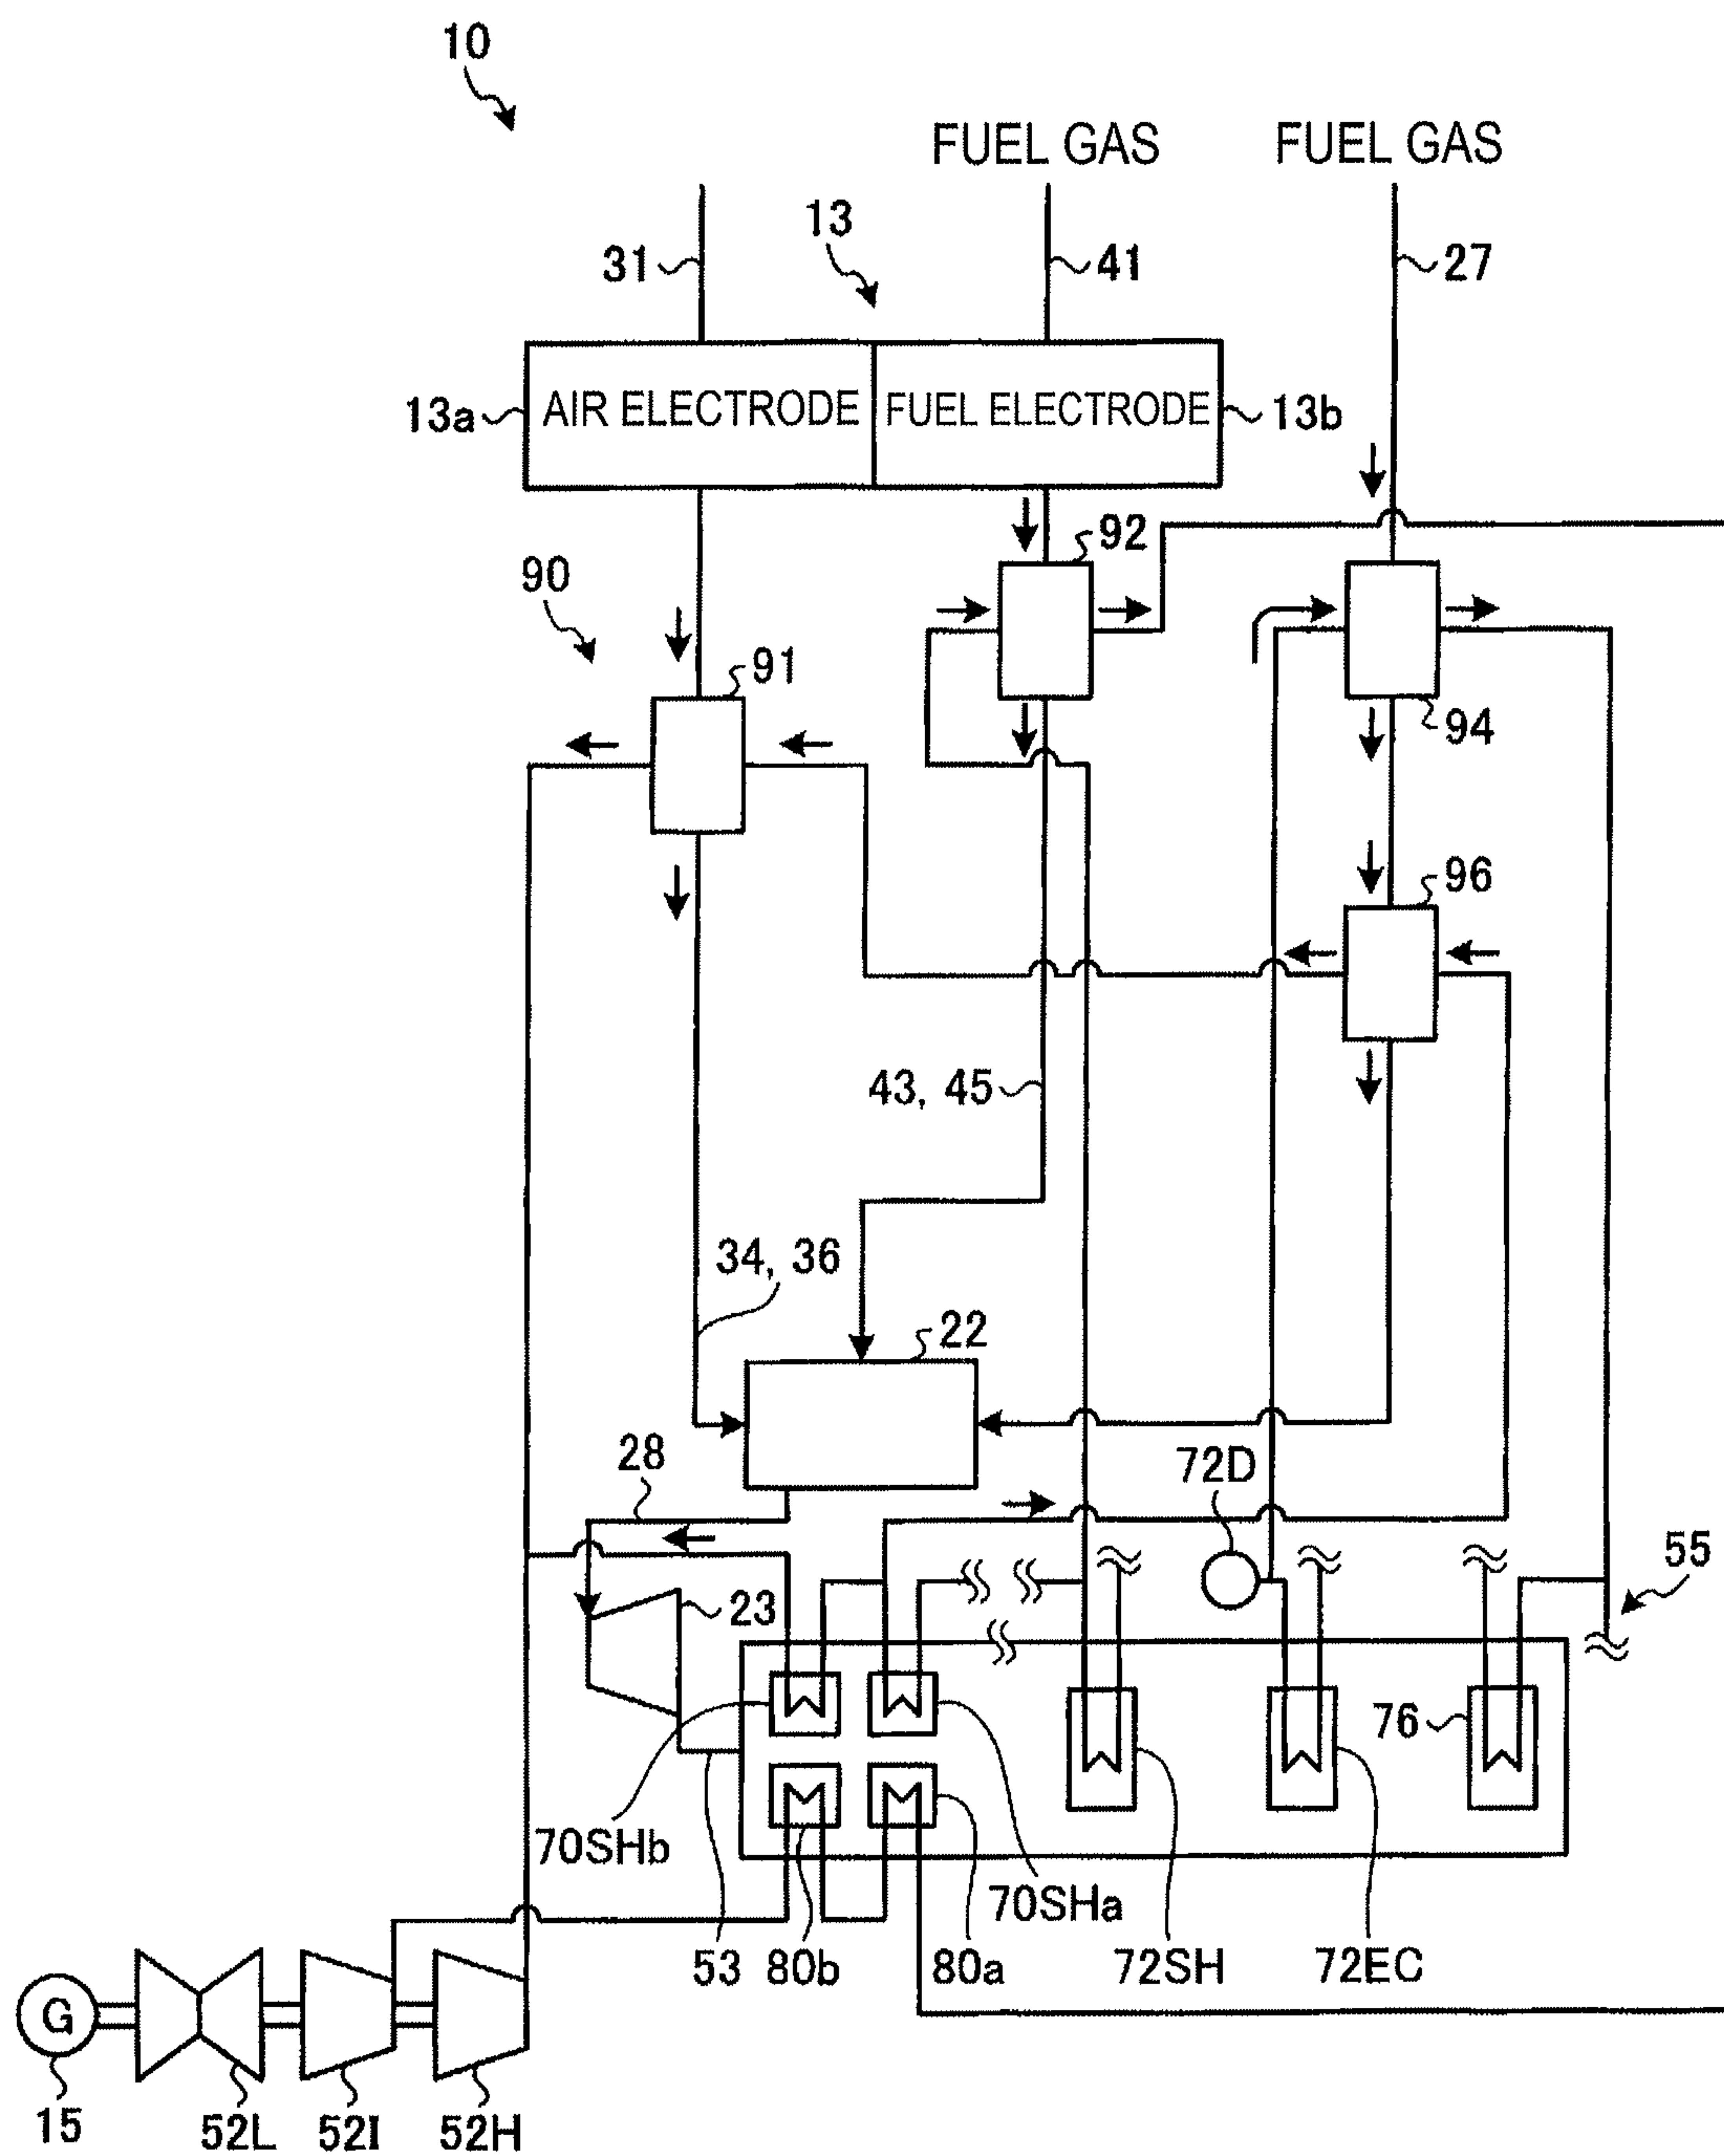 10
FUEL GAS
FUEL GAS
13
31
41
27
13a
AIR ELECTRODE
FUEL ELECTRODE
13b
92
90
91
94
96
43, 45
34, 36
22
28
72D
55
23
76
70SHb
70SHa
53
80b
80a
72SH
72EC
G
15
52L
52I
52H